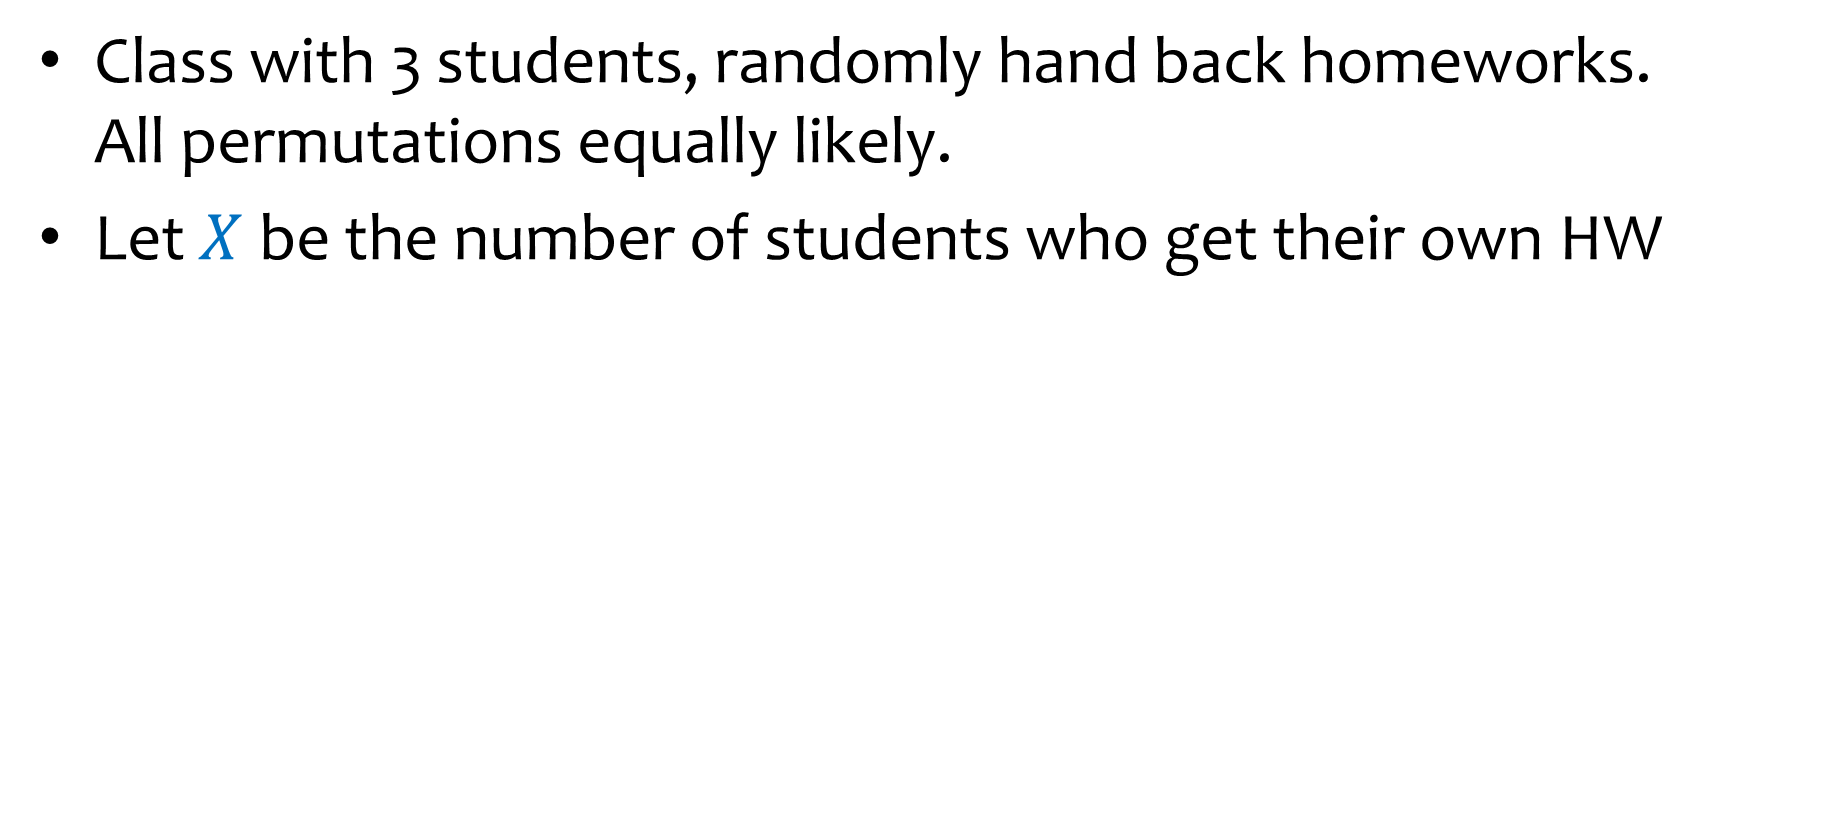 • Class with 3 students, randomly hand back homeworks.
All permutations equally likely.
• Let X be the number of students who get their own HW